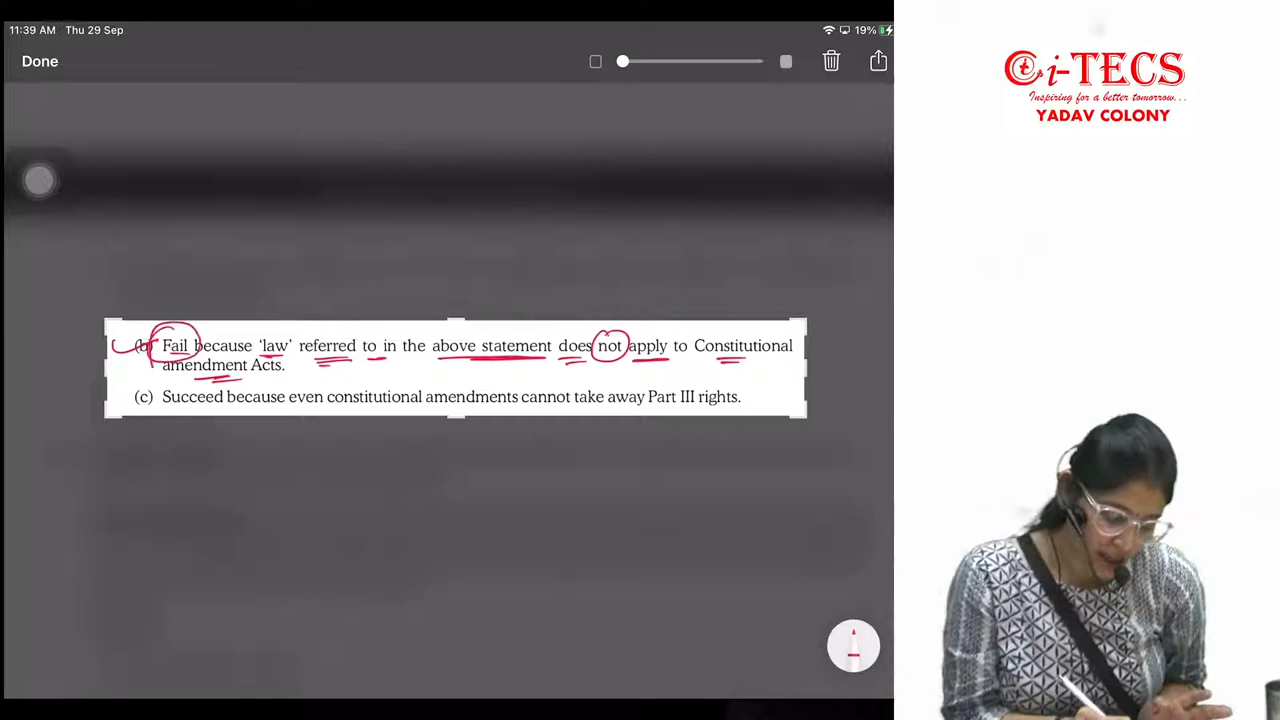 11:39 AM Thu 29 Sep
19%
Done
i-TECS
Inspiring for a better tomorrow...
YADAV COLONY
(b) Fail because ‘law’ referred to in the above statement does not apply to Constitutional
amendment Acts.
(c) Succeed because even constitutional amendments cannot take away Part III rights.